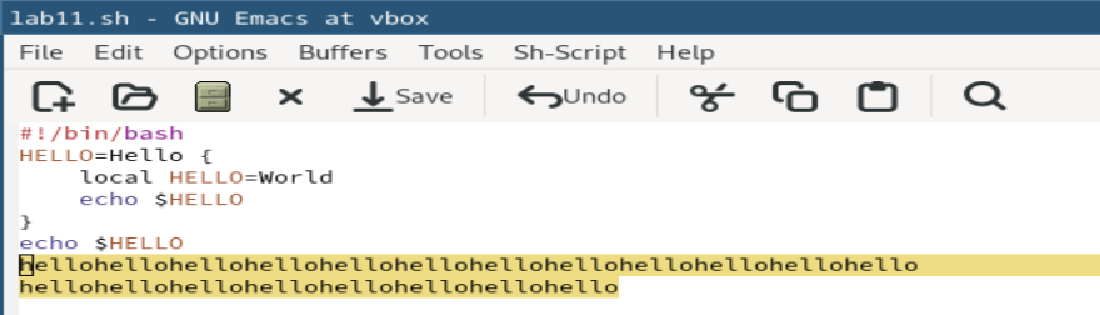 lab11.sh - GNU Emacs at vbox
File Edit Options Buffers Tools Sh-Script Help
Save Undo
#!/bin/bash
HELLO=Hello {
    local HELLO=World
    echo $HELLO
}
echo $HELLO
hellohellohellohellohellohellohellohellohellohellohellohello
hellohellohellohellohellohellohellohello